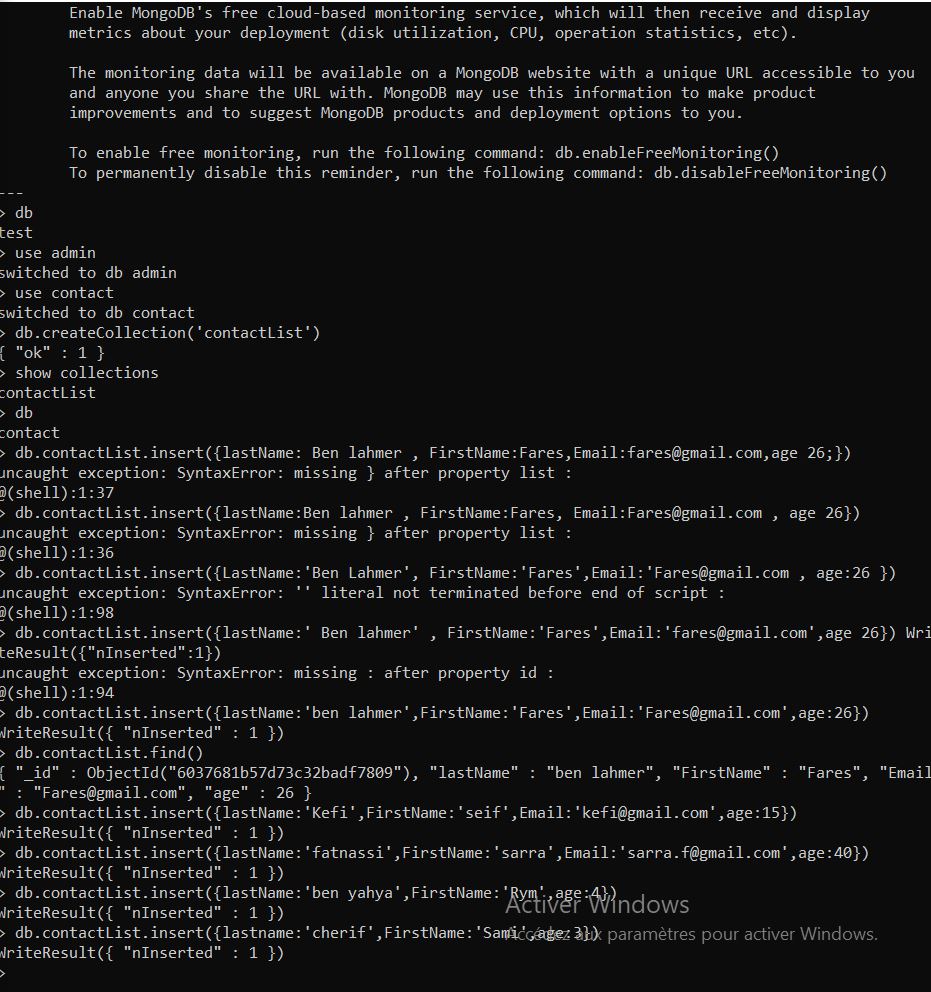 Enable MongoDB's free cloud-based monitoring service, which will then receive and display
metrics about your deployment (disk utilization, CPU, operation statistics, etc).
The monitoring data will be available on a MongoDB website with a unique URL accessible to you
and anyone you share the URL with. MongoDB may use this information to make product
improvements and to suggest MongoDB products and deployment options to you.
To enable free monitoring, run the following command: db.enableFreeMonitoring()
To permanently disable this reminder, run the following command: db.disableFreeMonitoring()
---
> db
test
> use admin
switched to db admin
> use contact
switched to db contact
> db.createCollection('contactList')
{ "ok" : 1 }
> show collections
contactList
> db
contact
> db.contactList.insert({lastName: Ben lahmer , FirstName:Fares,Email:fares@gmail.com,age 26;})
uncaught exception: SyntaxError: missing } after property list :
@(shell):1:37
> db.contactList.insert({lastName:Ben lahmer , FirstName:Fares, Email:Fares@gmail.com , age 26})
uncaught exception: SyntaxError: missing } after property list :
@(shell):1:36
> db.contactList.insert({LastName:'Ben Lahmer', FirstName:'Fares',Email:'Fares@gmail.com , age:26 })
uncaught exception: SyntaxError: '' literal not terminated before end of script :
@(shell):1:98
> db.contactList.insert({lastName:' Ben lahmer' , FirstName:'Fares',Email:'fares@gmail.com',age 26}) Wri
teResult({"nInserted":1})
uncaught exception: SyntaxError: missing : after property id :
@(shell):1:94
> db.contactList.insert({lastName:'ben lahmer',FirstName:'Fares',Email:'Fares@gmail.com',age:26})
WriteResult({ "nInserted" : 1 })
> db.contactList.find()
{ "_id" : ObjectId("6037681b57d73c32badf7809"), "lastName" : "ben lahmer", "FirstName" : "Fares", "Email
" : "Fares@gmail.com", "age" : 26 }
> db.contactList.insert({lastName:'Kefi',FirstName:'seif',Email:'kefi@gmail.com',age:15})
WriteResult({ "nInserted" : 1 })
> db.contactList.insert({lastName:'fatnassi',FirstName:'sarra',Email:'sarra.f@gmail.com',age:40})
WriteResult({ "nInserted" : 1 })
> db.contactList.insert({lastName:'ben yahya',FirstName:'Rym',age:4})
Activer Windows
WriteResult({ "nInserted" : 1 })
> db.contactList.insert({lastname:'cherif',FirstName:'Sami',age:3})
Accédez aux paramètres pour activer Windows.
WriteResult({ "nInserted" : 1 })
>